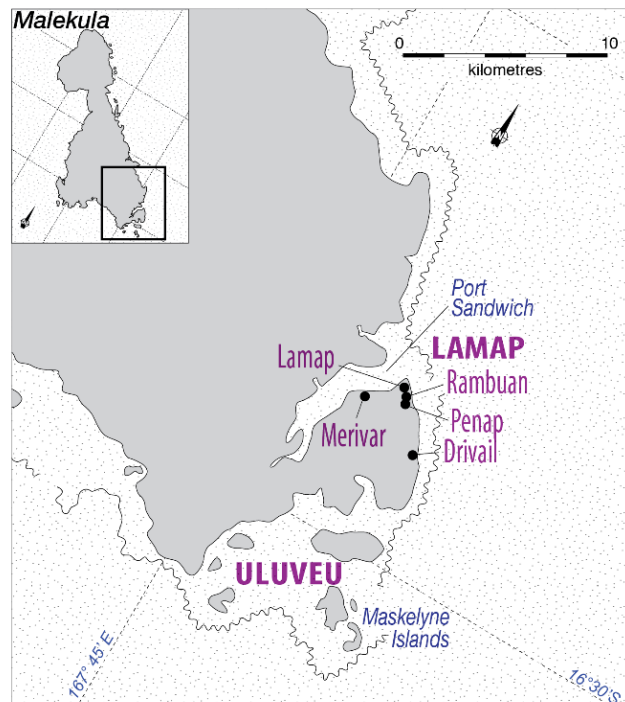 Malekula
0 10
kilometres
Port
Sandwich
LAMAP
Lamap
Rambuan
Merivar
Penap
Drivail
ULUVEU
Maskelyne
Islands
167° 45' E
16°30'S